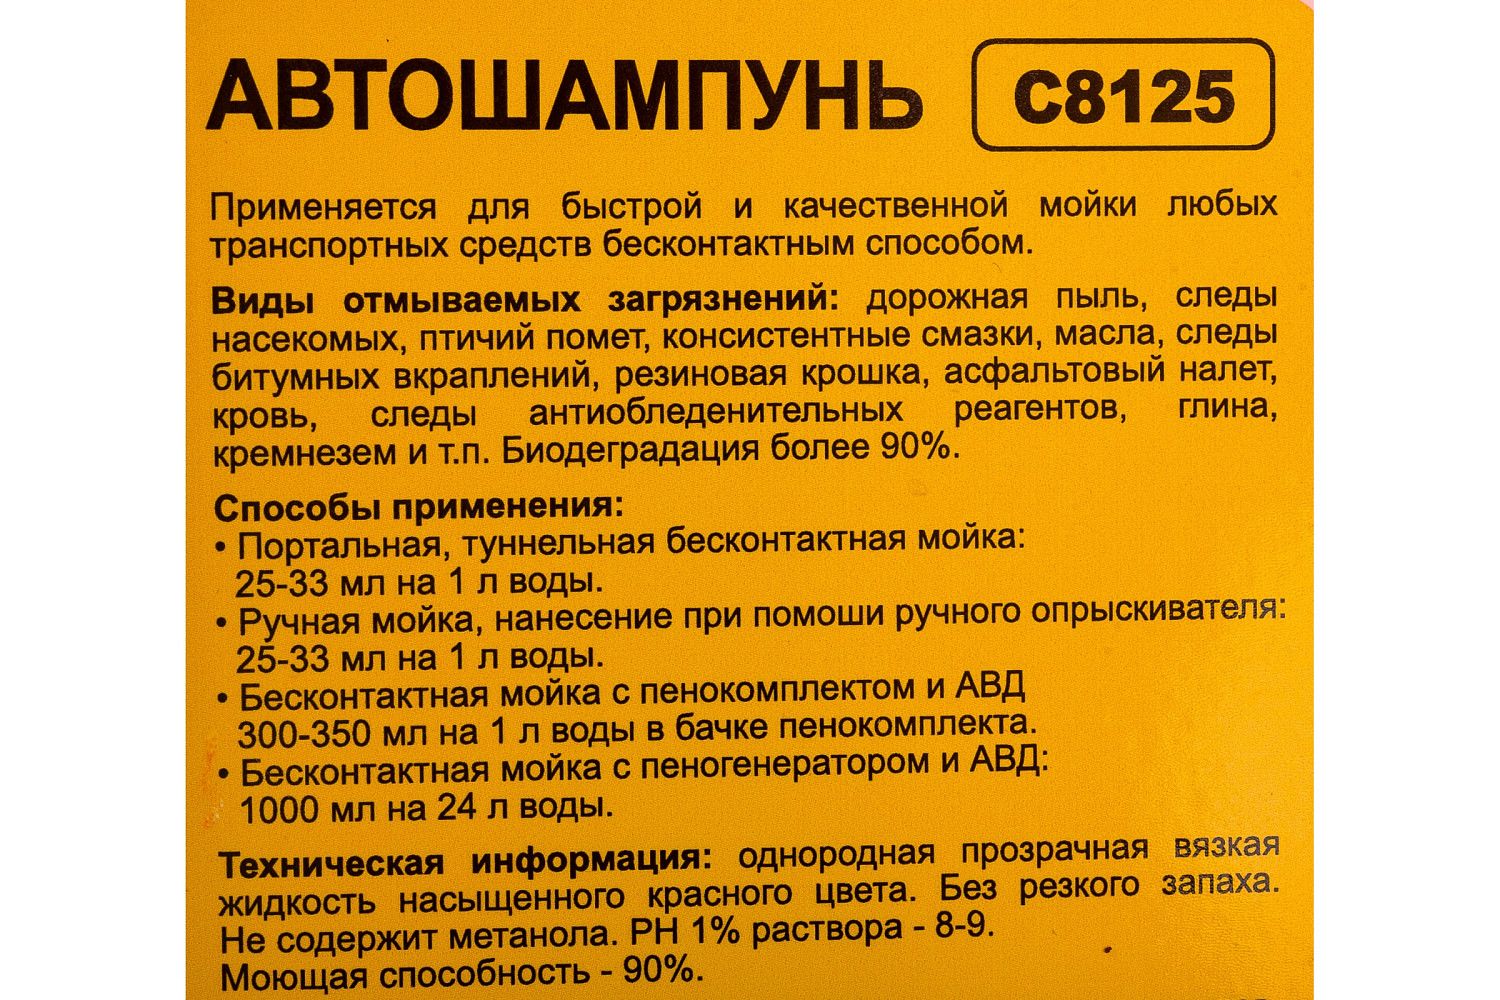 АВТОШАМПУНЬ C8125
Применяется для быстрой и качественной мойки любых
транспортных средств бесконтактным способом.
Виды отмываемых загрязнений: дорожная пыль, следы
насекомых, птичий помет, консистентные смазки, масла, следы
битумных вкраплений, резиновая крошка, асфальтовый налет,
кровь, следы антиобледенительных реагентов, глина,
кремнезем и т.п. Биодеградация более 90%.
Способы применения:
• Портальная, туннельная бесконтактная мойка:
25-33 мл на 1 л воды.
• Ручная мойка, нанесение при помоши ручного опрыскивателя:
25-33 мл на 1 л воды.
• Бесконтактная мойка с пенокомплектом и АВД
300-350 мл на 1 л воды в бачке пенокомплекта.
• Бесконтактная мойка с пеногенератором и АВД:
1000 мл на 24 л воды.
Техническая информация: однородная прозрачная вязкая
жидкость насыщенного красного цвета. Без резкого запаха.
Не содержит метанола. РН 1% раствора - 8-9.
Моющая способность - 90%.